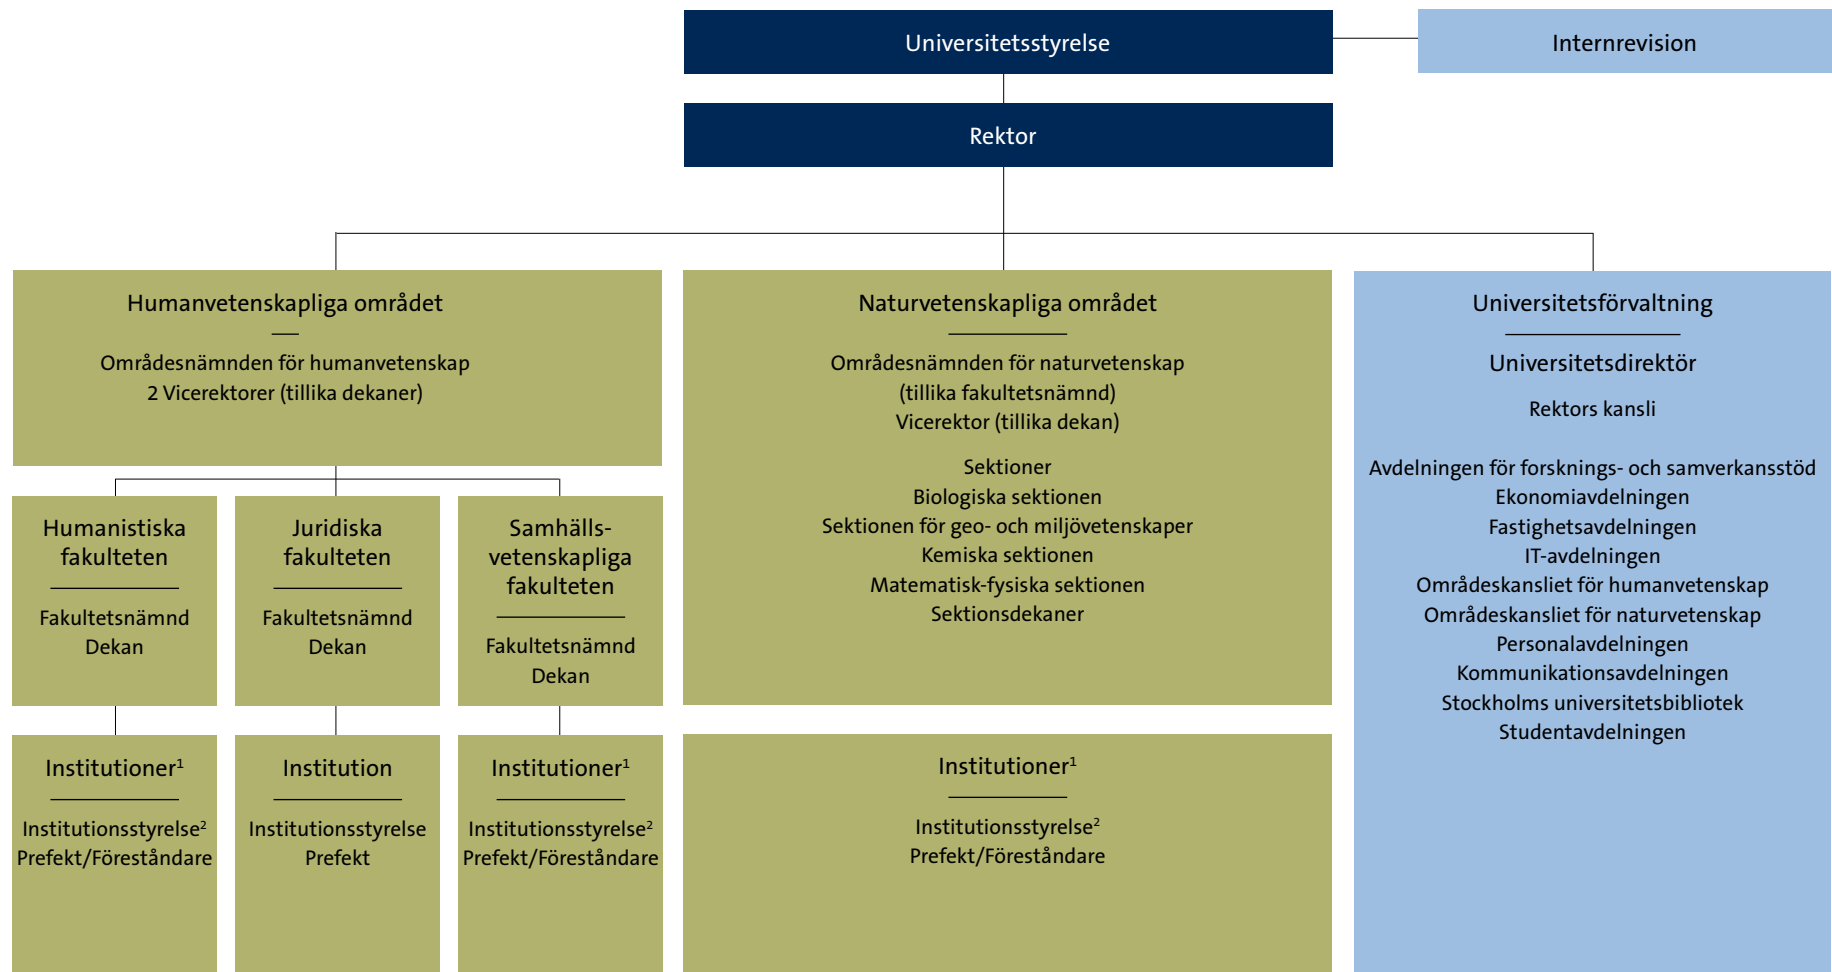 Universitetsstyrelse
Internrevision
Rektor
Humanvetenskapliga området
Områdesnämnden för humanvetenskap
2 Vicerektorer (tillika dekaner)
Naturvetenskapliga området
Områdesnämnden för naturvetenskap
(tillika fakultetsnämnd)
Vicerektor (tillika dekan)
Sektioner
Biologiska sektionen
Sektionen för geo- och miljövetenskaper
Kemiska sektionen
Matematisk-fysiska sektionen
Sektionsdekaner
Universitetsförvaltning
Universitetsdirektör
Rektors kansli
Avdelningen för forsknings- och samverkansstöd
Ekonomiavdelningen
Fastighetsavdelningen
IT-avdelningen
Områdeskansliet för humanvetenskap
Områdeskansliet för naturvetenskap
Personalavdelningen
Kommunikationsavdelningen
Stockholms universitetsbibliotek
Studentavdelningen
Humanistiska
fakulteten
Fakultetsnämnd
Dekan
Juridiska
fakulteten
Fakultetsnämnd
Dekan
Samhälls-
vetenskapliga
fakulteten
Fakultetsnämnd
Dekan
Institutioner¹
Institutionsstyrelse²
Prefekt/Föreståndare
Institution
Institutionsstyrelse
Prefekt
Institutioner¹
Institutionsstyrelse²
Prefekt/Föreståndare
Institutioner¹
Institutionsstyrelse²
Prefekt/Föreståndare